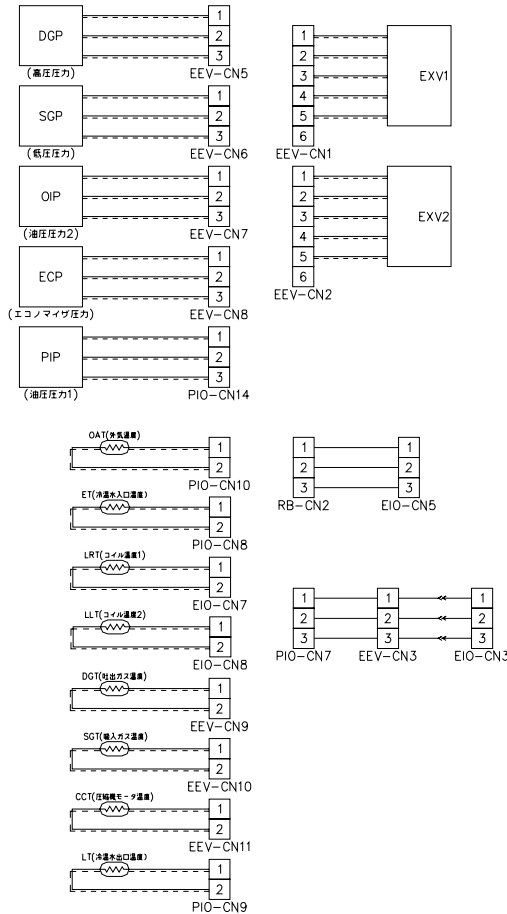 DGP
1
2
3
(高圧圧力)
EEV-CN5
SGP
1
2
3
(低圧圧力)
EEV-CN6
OIP
1
2
3
(油圧圧力2)
EEV-CN7
ECP
1
2
3
(エコノマイザ圧力)
EEV-CN8
PIP
1
2
3
(油圧圧力1)
PIO-CN14
1
2
3
4
5
6
EXV1
EEV-CN1
1
2
3
4
5
6
EXV2
EEV-CN2
OAT(外気温度)
1
2
PIO-CN10
ET(冷温水入口温度)
1
2
PIO-CN8
LRT(コイル温度1)
1
2
EIO-CN7
LLT(コイル温度2)
1
2
EIO-CN8
DGT(吐出ガス温度)
1
2
EEV-CN9
SGT(吸入ガス温度)
1
2
EEV-CN10
CCT(圧縮機モータ温度)
1
2
EEV-CN11
LT(冷温水出口温度)
1
2
PIO-CN9
1 1
2 2
3 3
RB-CN2 EIO-CN5
1 1 1
2 2 2
3 3 3
PIO-CN7 EEV-CN3 EIO-CN3